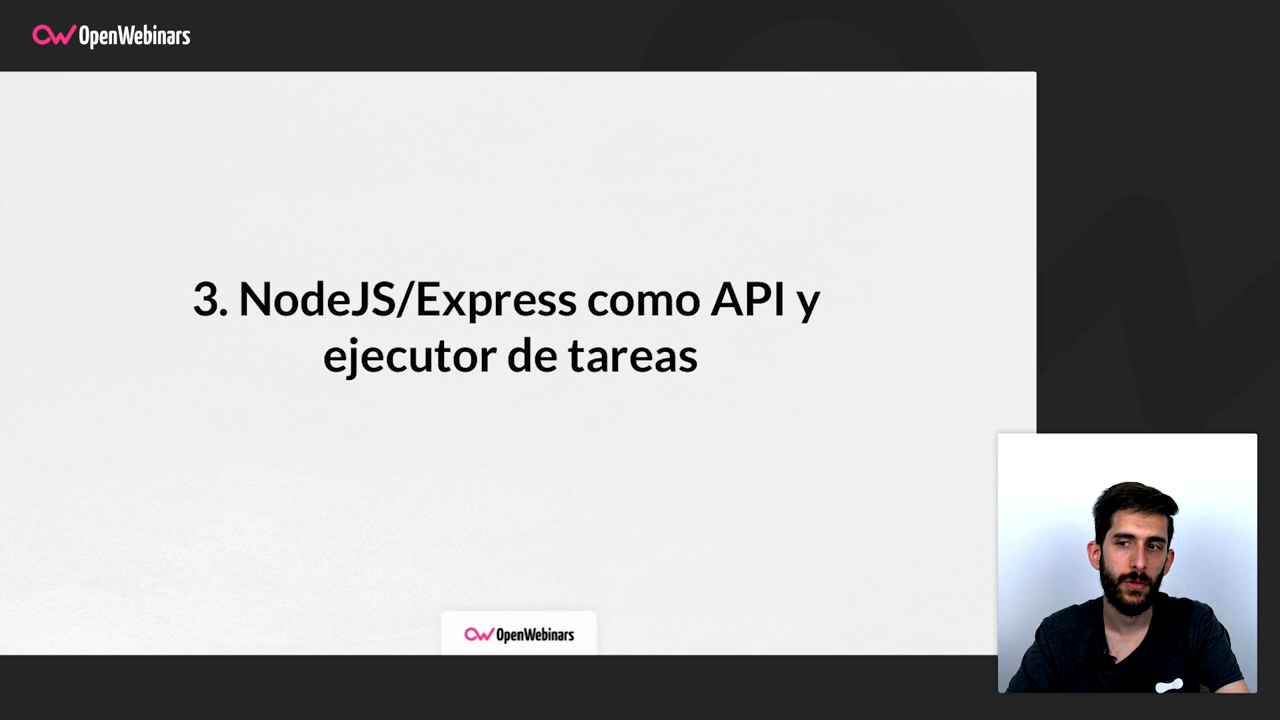 OpenWebinars
3. NodeJS/Express como API y
ejecutor de tareas
OpenWebinars